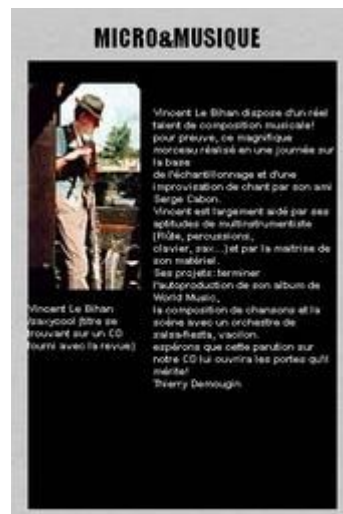 MICRO&MUSIQUE
Vincent Le Bihan dispose d'un réel
talent de composition musicale!
pour preuve, ce magnifique
morceau réalisé en une journée sur
la base
de l'échantillonnage et d'une
improvisation de chant par son ami
Serge Cabon.
Vincent est largement aidé par ses
aptitudes de multiinstrumentiste
(flûte, percussions,
clavier, sax...)et par la maitrise de
son matériel.
Ses projets:terminer
l'autoproduction de son album de
World Music,
la composition de chansons et la
scène avec un orchestre de
salsa-fiesta, vacilon.
espérons que cette parution sur
notre CD lui ouvrira les portes qu'il
mérite!
Thierry Demougin
Vincent Le Bihan
(titre se
trouvant sur un CD
fourni avec la revue)